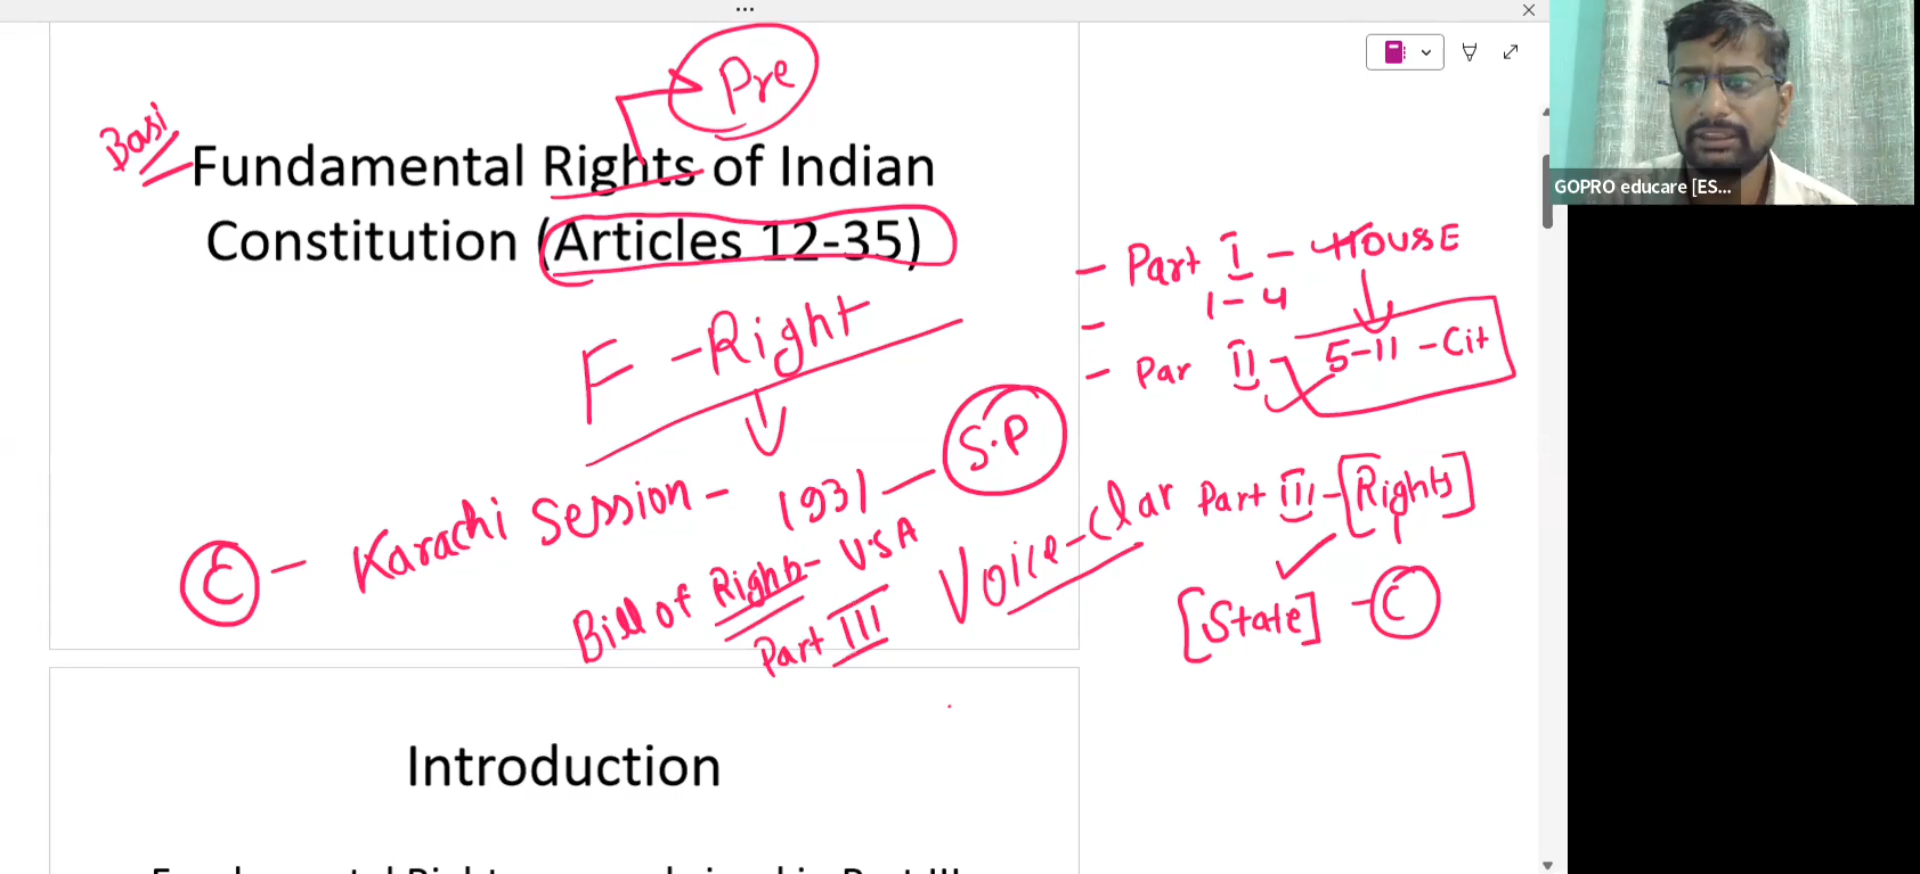 Pre
Basi
Fundamental Rights of Indian
Constitution (Articles 12-35)
F-Right
C - Karachi Session - 1931 - S.P
Bill of Rights - U.S.A
Part III
Voice-Clar
- Part I - HOUSE
1-4
- Par II 5-11 - Cit
Part III - [Rights]
[State] - C
Introduction
GOPRO educare [ES...